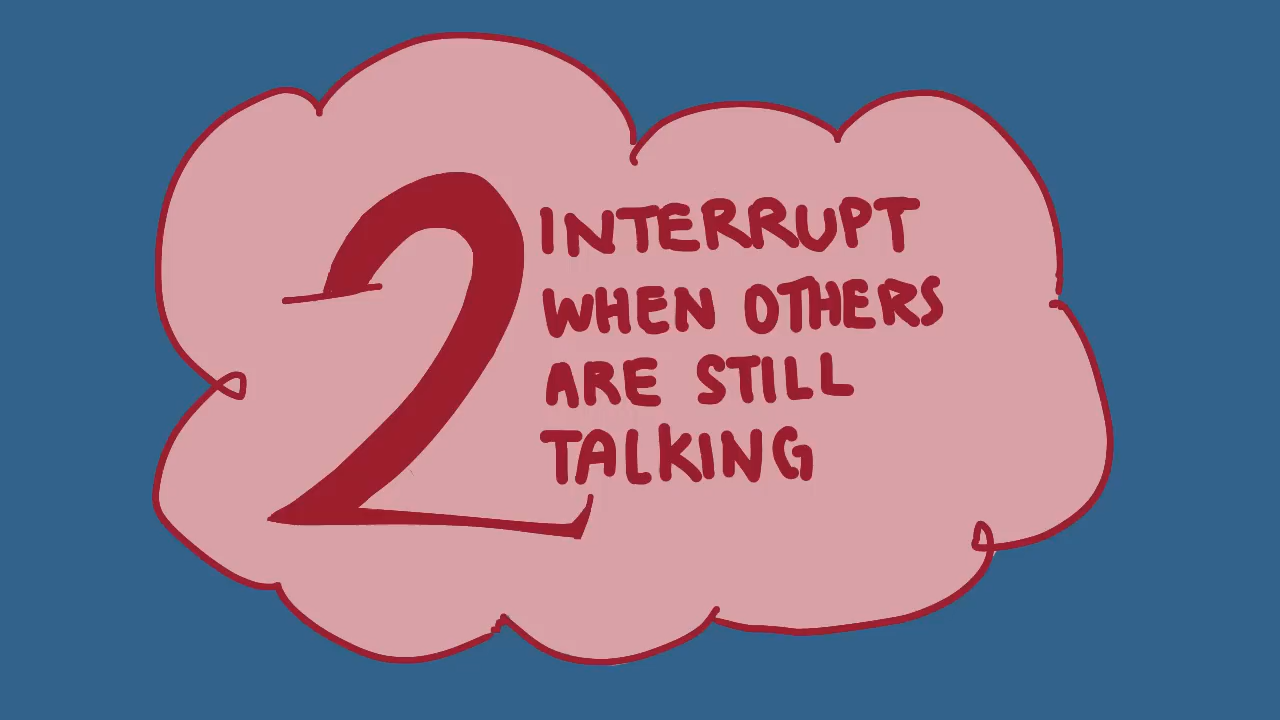 2
INTERRUPT
WHEN OTHERS
ARE STILL
TALKING